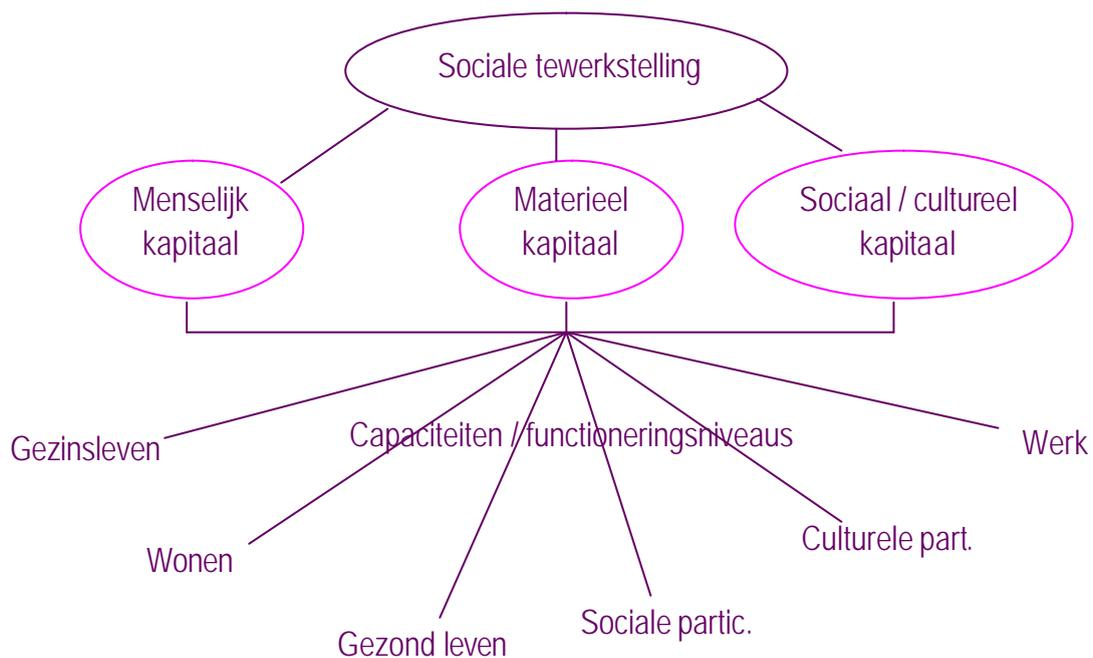 Sociale tewerkstelling
Menselijk
kapitaal
Materieel
kapitaal
Sociaal / cultureel
kapitaal
Capaciteiten / functioneringsniveaus
Gezinsleven
Werk
Wonen
Culturele part.
Gezond leven
Sociale partic.